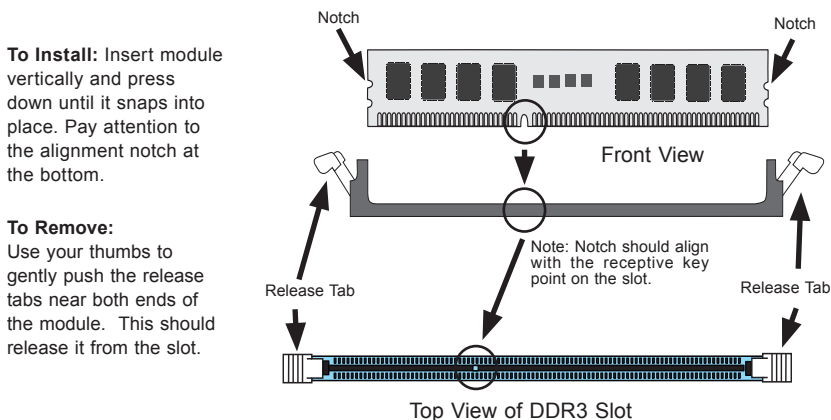 To Install: Insert module
vertically and press
down until it snaps into
place. Pay attention to
the alignment notch at
the bottom.
To Remove:
Use your thumbs to
gently push the release
tabs near both ends of
the module. This should
release it from the slot.
Notch
Notch
Front View
Note: Notch should align
with the receptive key
point on the slot.
Release Tab
Release Tab
Top View of DDR3 Slot